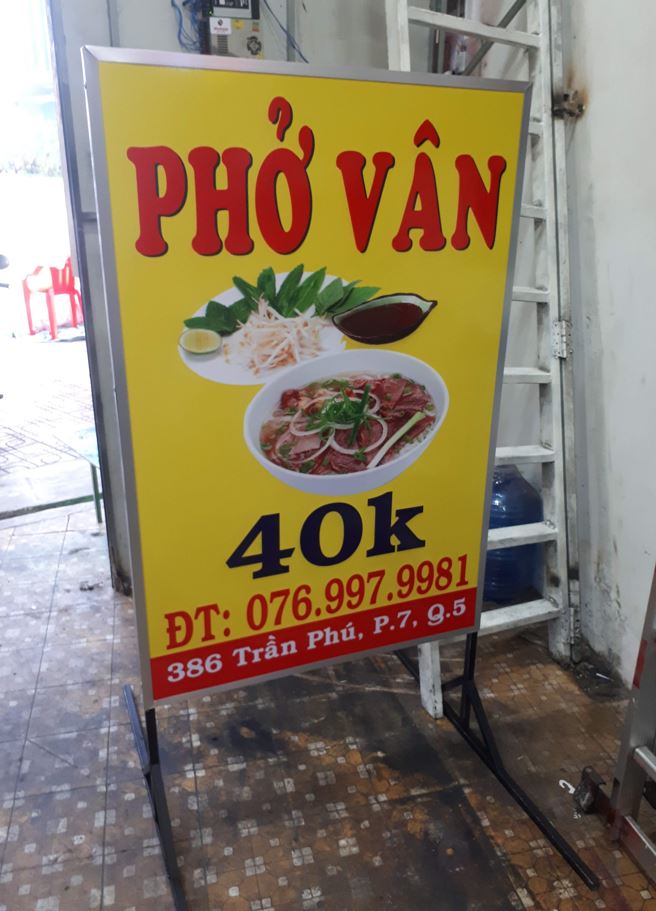 PHỞ VÂN
40k
ĐT: 076.997.9981
386 Trần Phú, P.7, Q.5